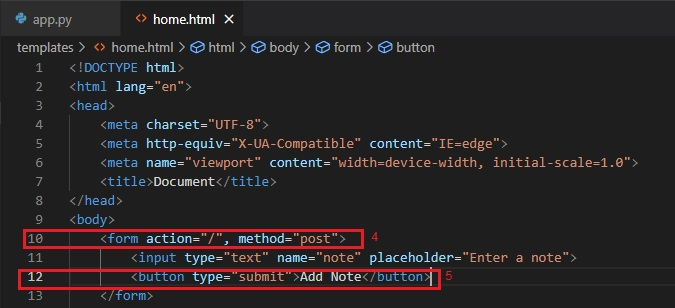 app.py home.html ×
templates > <> home.html > html > body > form > button
1 <!DOCTYPE html>
2 <html lang="en">
3 <head>
4 <meta charset="UTF-8">
5 <meta http-equiv="X-UA-Compatible" content="IE=edge">
6 <meta name="viewport" content="width=device-width, initial-scale=1.0">
7 <title>Document</title>
8 </head>
9 <body>
10 <form action="/", method="post"> 4
11 <input type="text" name="note" placeholder="Enter a note">
12 <button type="submit">Add Note</button> 5
13 </form>